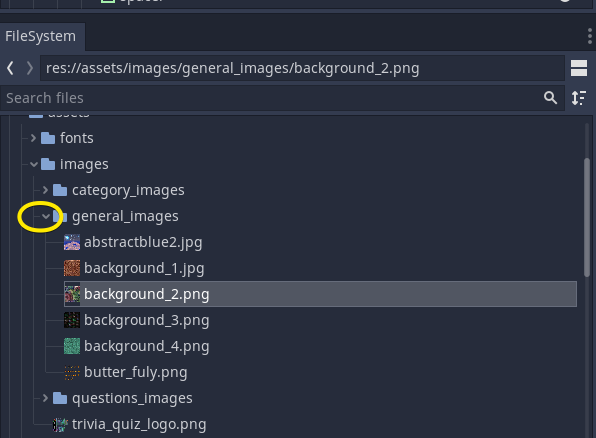 FileSystem
res://assets/images/general_images/background_2.png
Search files
assets
fonts
images
category_images
general_images
abstractblue2.jpg
background_1.jpg
background_2.png
background_3.png
background_4.png
butter_fuly.png
questions_images
trivia_quiz_logo.png